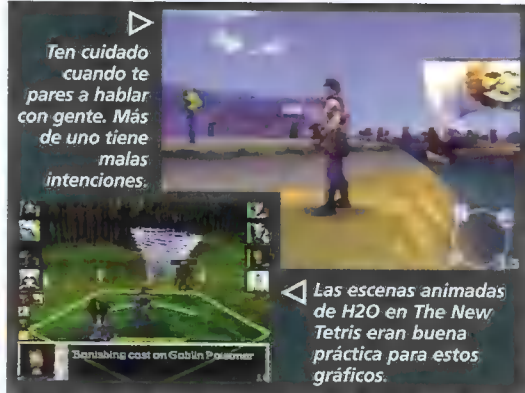 Ten cuidado
cuando te
pares a hablar
con gente. Más
de uno tiene
malas
intenciones.
Banishing cast on Goblin Poisoner
Las escenas animadas
de H2O en The New
Tetris eran buena
práctica para estos
gráficos.